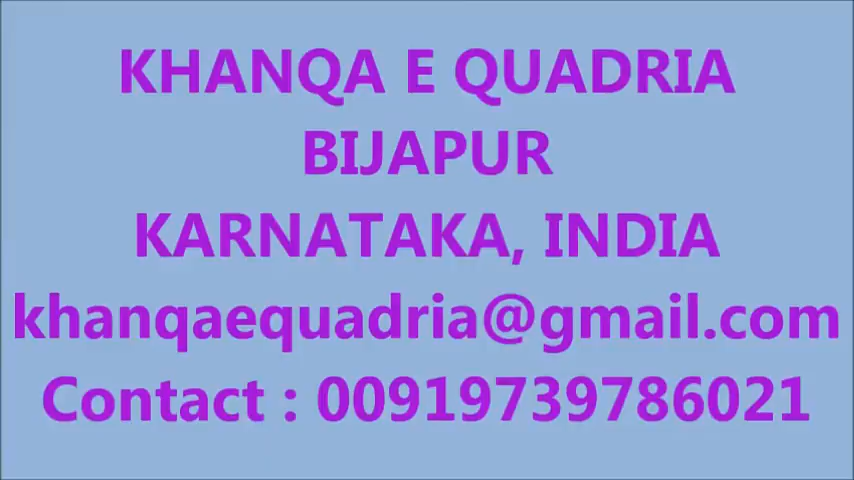 KHANQA E QUADRIA
BIJAPUR
KARNATAKA, INDIA
khanqaequadria@gmail.com
Contact : 00919739786021